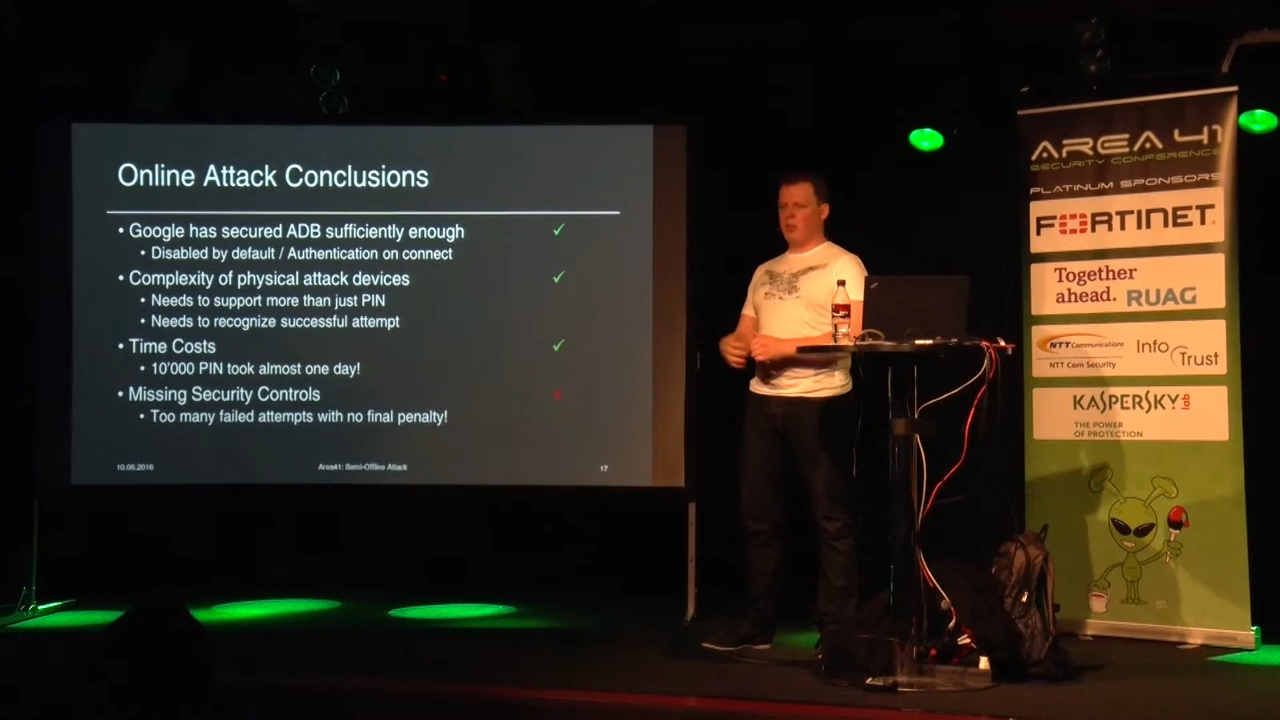 Online Attack Conclusions
• Google has secured ADB sufficiently enough ✓
• Disabled by default / Authentication on connect
• Complexity of physical attack devices ✓
• Needs to support more than just PIN
• Needs to recognize successful attempt
• Time Costs ✓
• 10'000 PIN took almost one day!
• Missing Security Controls
• Too many failed attempts with no final penalty!
10.06.2016 Area41: Semi-Offline Attack 17
AREA 41
SECURITY CONFERENCE
PLATINUM SPONSORS
FORTINET
Together
ahead. RUAG
NTT Communications
NTT Com Security
Info Trust
KASPERSKY lab
THE POWER
OF PROTECTION